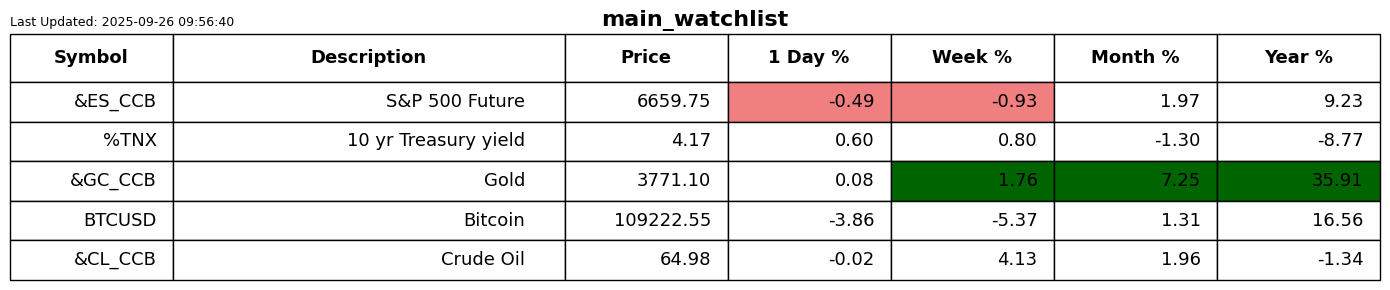 Last Updated: 2025-09-26 09:56:40
main_watchlist
Symbol Description Price 1 Day % Week % Month % Year %
&ES_CCB S&P 500 Future 6659.75 -0.49 -0.93 1.97 9.23
%TNX 10 yr Treasury yield 4.17 0.60 0.80 -1.30 -8.77
&GC_CCB Gold 3771.10 0.08 1.76 7.25 35.91
BTCUSD Bitcoin 109222.55 -3.86 -5.37 1.31 16.56
&CL_CCB Crude Oil 64.98 -0.02 4.13 1.96 -1.34